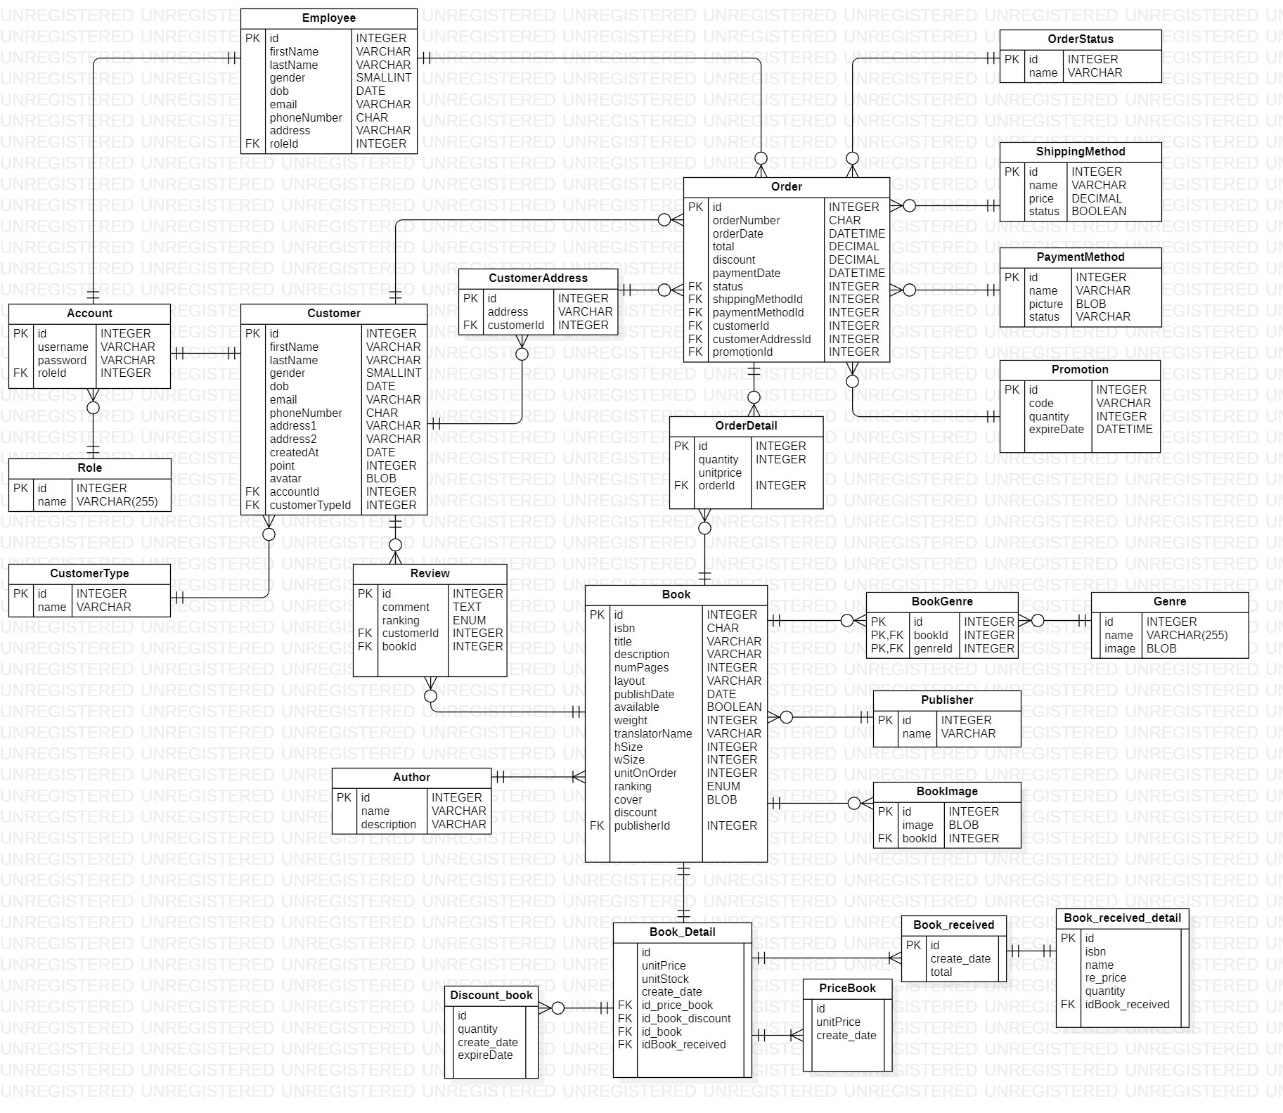 Employee
PK id INTEGER
firstName VARCHAR
lastName VARCHAR
gender SMALLINT
dob DATE
email VARCHAR
phoneNumber CHAR
address VARCHAR
FK roleId INTEGER
OrderStatus
PK id INTEGER
name VARCHAR
ShippingMethod
PK id INTEGER
name VARCHAR
price DECIMAL
status BOOLEAN
Order
PK id INTEGER
orderNumber CHAR
orderDate DATETIME
total DECIMAL
discount DECIMAL
paymentDate DATETIME
FK status INTEGER
FK shippingMethodId INTEGER
FK paymentMethodId INTEGER
FK customerId INTEGER
FK customerAddressId INTEGER
FK promotionId INTEGER
PaymentMethod
PK id INTEGER
name VARCHAR
picture BLOB
status VARCHAR
CustomerAddress
PK id INTEGER
address VARCHAR
FK customerId INTEGER
Account
PK id INTEGER
username VARCHAR
password VARCHAR
FK roleId INTEGER
Customer
PK id INTEGER
firstName VARCHAR
lastName VARCHAR
gender SMALLINT
dob DATE
email VARCHAR
phoneNumber CHAR
address1 VARCHAR
address2 VARCHAR
createdAt DATE
point INTEGER
avatar BLOB
FK accountId INTEGER
FK customerTypeId INTEGER
Promotion
PK id INTEGER
code VARCHAR
quantity INTEGER
expireDate DATETIME
OrderDetail
PK id INTEGER
quantity INTEGER
unitprice
FK orderId INTEGER
Role
PK id INTEGER
name VARCHAR(255)
CustomerType
PK id INTEGER
name VARCHAR
Review
PK id INTEGER
comment TEXT
ranking ENUM
FK customerId INTEGER
FK bookId INTEGER
Book
PK id INTEGER
isbn CHAR
title VARCHAR
description VARCHAR
numPages INTEGER
layout VARCHAR
publishDate DATE
available BOOLEAN
weight INTEGER
translatorName VARCHAR
hSize INTEGER
wSize INTEGER
unitOnOrder INTEGER
ranking ENUM
cover BLOB
discount
FK publisherId INTEGER
BookGenre
PK id INTEGER
PK,FK bookId INTEGER
PK,FK genreId INTEGER
Genre
id INTEGER
name VARCHAR(255)
image BLOB
Publisher
PK id INTEGER
name VARCHAR
Author
PK id INTEGER
name VARCHAR
description VARCHAR
BookImage
PK id INTEGER
image BLOB
FK bookId INTEGER
Book_Detail
id
unitPrice
unitStock
create_date
FK id_price_book
FK id_book_discount
FK id_book
FK idBook_received
Book_received
PK id
create_date
total
Book_received_detail
PK id
isbn
name
re_price
quantity
FK idBook_received
Discount_book
id
quantity
create_date
expireDate
PriceBook
id
unitPrice
create_date